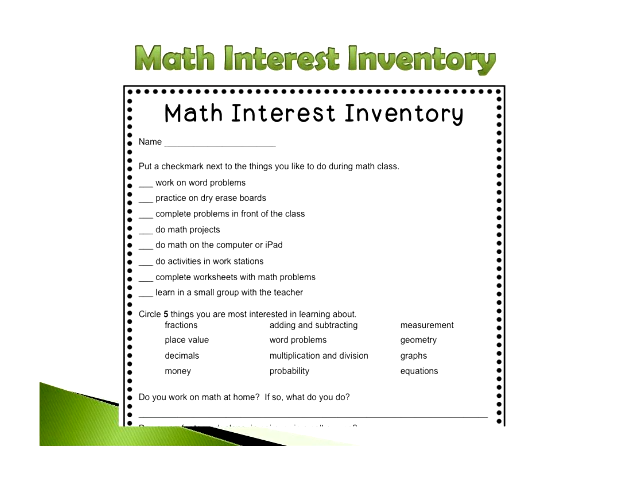 Math Interest Inventory
Math Interest Inventory
Name ________________________
Put a checkmark next to the things you like to do during math class.
___ work on word problems
___ practice on dry erase boards
___ complete problems in front of the class
___ do math projects
___ do math on the computer or iPad
___ do activities in work stations
___ complete worksheets with math problems
___ learn in a small group with the teacher
Circle 5 things you are most interested in learning about.
fractions adding and subtracting measurement
place value word problems geometry
decimals multiplication and division graphs
money probability equations
Do you work on math at home? If so, what do you do?